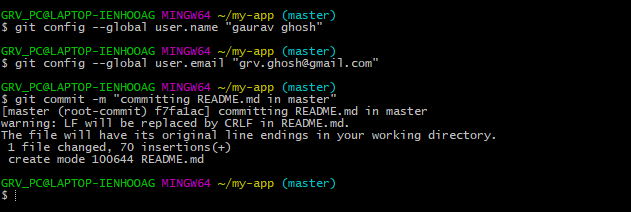 GRV_PC@LAPTOP-IENHOOAG MINGW64 ~/my-app (master)
$ git config --global user.name "gaurav ghosh"
GRV_PC@LAPTOP-IENHOOAG MINGW64 ~/my-app (master)
$ git config --global user.email "grv.ghosh@gmail.com"
GRV_PC@LAPTOP-IENHOOAG MINGW64 ~/my-app (master)
$ git commit -m "committing README.md in master"
[master (root-commit) f7fa1ac] committing README.md in master
warning: LF will be replaced by CRLF in README.md.
The file will have its original line endings in your working directory.
1 file changed, 70 insertions(+)
create mode 100644 README.md
GRV_PC@LAPTOP-IENHOOAG MINGW64 ~/my-app (master)
$